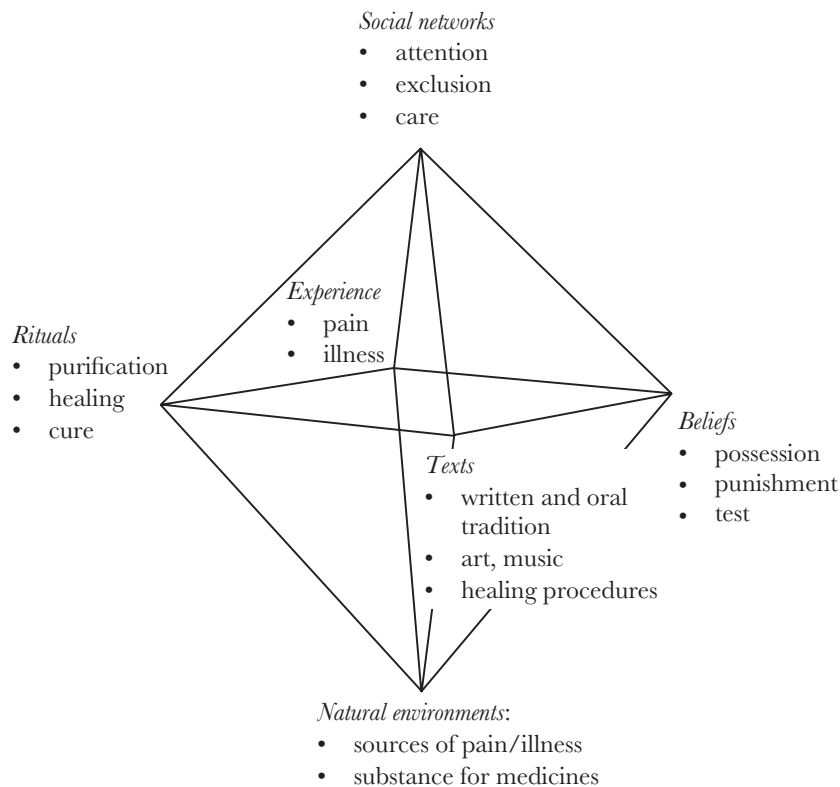 Social networks
• attention
• exclusion
• care
Experience
• pain
• illness
Rituals
• purification
• healing
• cure
Beliefs
• possession
• punishment
• test
Texts
• written and oral
tradition
• art, music
• healing procedures
Natural environments:
• sources of pain/illness
• substance for medicines